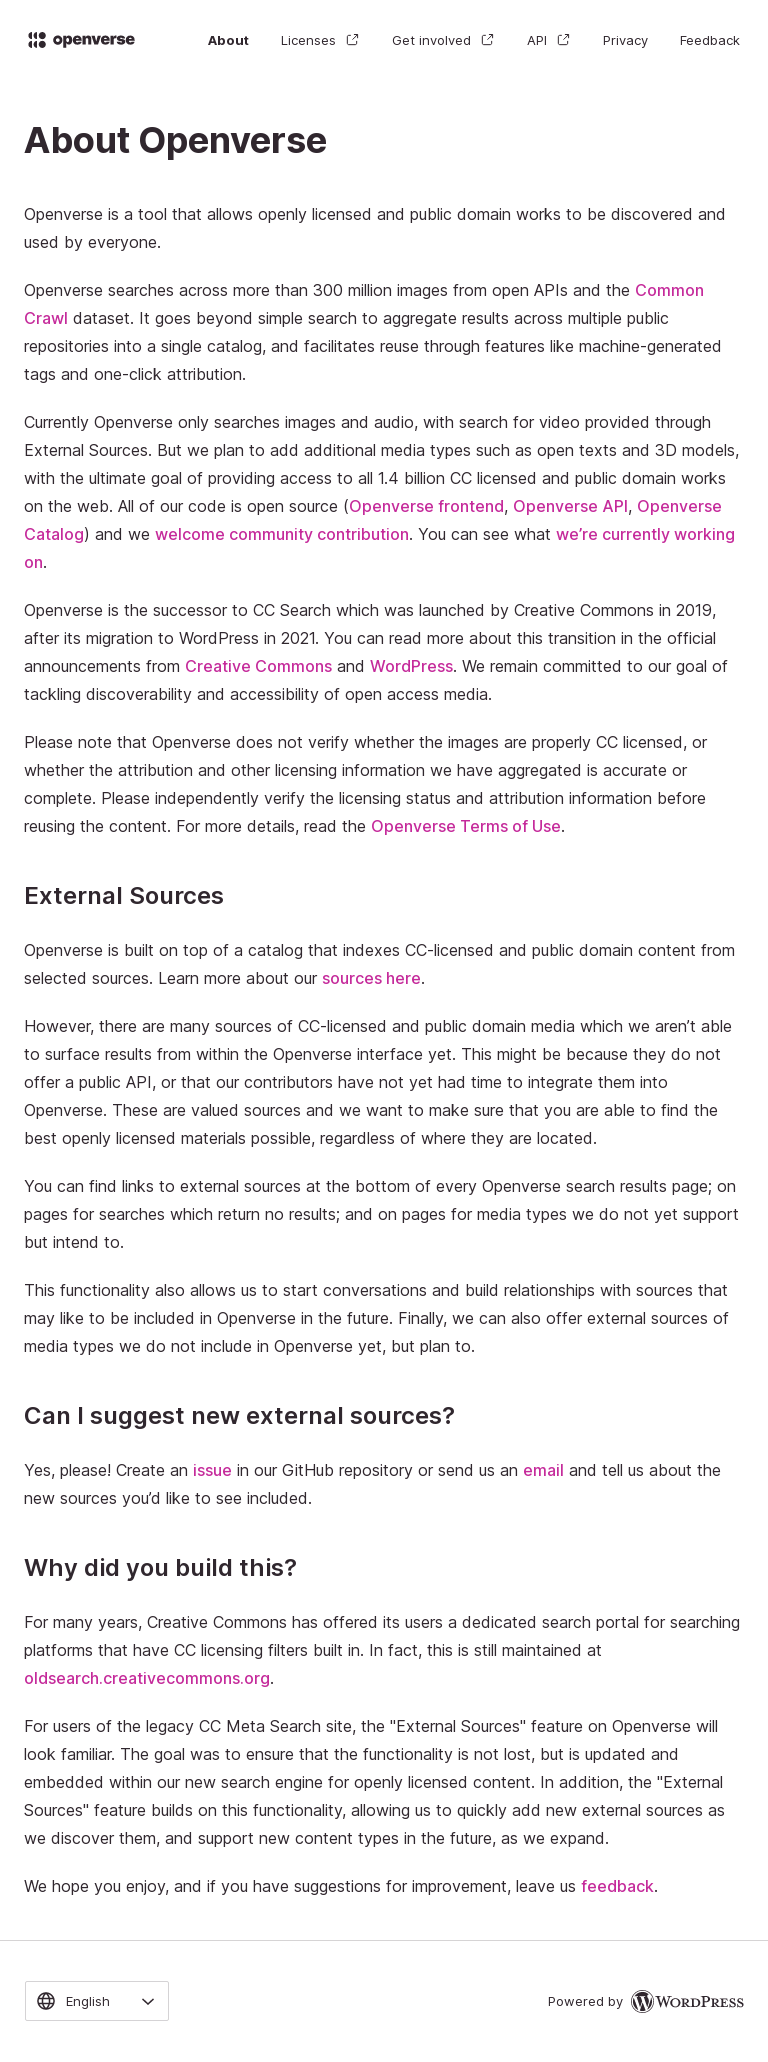 openverse About Licenses Get involved API Privacy Feedback
About Openverse
Openverse is a tool that allows openly licensed and public domain works to be discovered and
used by everyone.
Openverse searches across more than 300 million images from open APIs and the Common
Crawl dataset. It goes beyond simple search to aggregate results across multiple public
repositories into a single catalog, and facilitates reuse through features like machine-generated
tags and one-click attribution.
Currently Openverse only searches images and audio, with search for video provided through
External Sources. But we plan to add additional media types such as open texts and 3D models,
with the ultimate goal of providing access to all 1.4 billion CC licensed and public domain works
on the web. All of our code is open source (Openverse frontend, Openverse API, Openverse
Catalog) and we welcome community contribution. You can see what we’re currently working
on.
Openverse is the successor to CC Search which was launched by Creative Commons in 2019,
after its migration to WordPress in 2021. You can read more about this transition in the official
announcements from Creative Commons and WordPress. We remain committed to our goal of
tackling discoverability and accessibility of open access media.
Please note that Openverse does not verify whether the images are properly CC licensed, or
whether the attribution and other licensing information we have aggregated is accurate or
complete. Please independently verify the licensing status and attribution information before
reusing the content. For more details, read the Openverse Terms of Use.
External Sources
Openverse is built on top of a catalog that indexes CC-licensed and public domain content from
selected sources. Learn more about our sources here.
However, there are many sources of CC-licensed and public domain media which we aren’t able
to surface results from within the Openverse interface yet. This might be because they do not
offer a public API, or that our contributors have not yet had time to integrate them into
Openverse. These are valued sources and we want to make sure that you are able to find the
best openly licensed materials possible, regardless of where they are located.
You can find links to external sources at the bottom of every Openverse search results page; on
pages for searches which return no results; and on pages for media types we do not yet support
but intend to.
This functionality also allows us to start conversations and build relationships with sources that
may like to be included in Openverse in the future. Finally, we can also offer external sources of
media types we do not include in Openverse yet, but plan to.
Can I suggest new external sources?
Yes, please! Create an issue in our GitHub repository or send us an email and tell us about the
new sources you’d like to see included.
Why did you build this?
For many years, Creative Commons has offered its users a dedicated search portal for searching
platforms that have CC licensing filters built in. In fact, this is still maintained at
oldsearch.creativecommons.org.
For users of the legacy CC Meta Search site, the "External Sources" feature on Openverse will
look familiar. The goal was to ensure that the functionality is not lost, but is updated and
embedded within our new search engine for openly licensed content. In addition, the "External
Sources" feature builds on this functionality, allowing us to quickly add new external sources as
we discover them, and support new content types in the future, as we expand.
We hope you enjoy, and if you have suggestions for improvement, leave us feedback.
English Powered by WORDPRESS